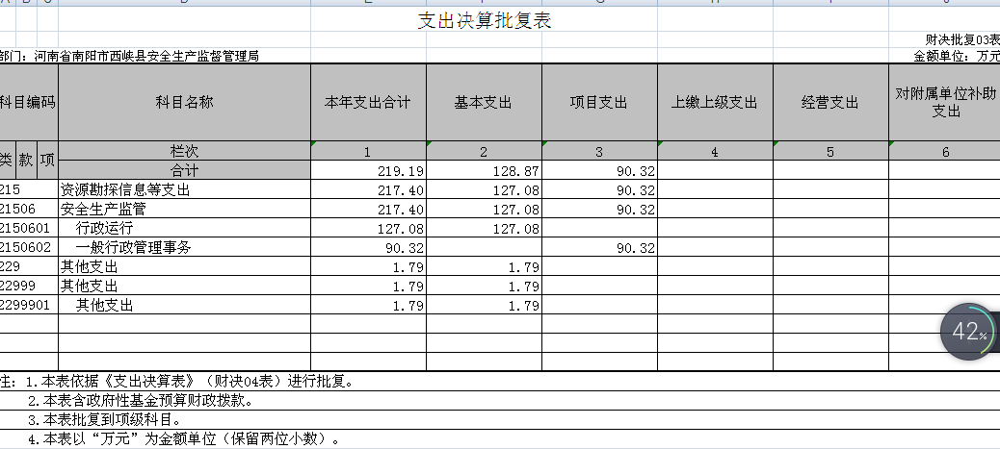 支出决算批复表
财决批复03表
部门：河南省南阳市西峡县安全生产监督管理局 金额单位：万元
科目编码 科目名称 本年支出合计 基本支出 项目支出 上缴上级支出 经营支出 对附属单位补助支出
类 款 项 栏次 1 2 3 4 5 6
合计 219.19 128.87 90.32
215 资源勘探信息等支出 217.40 127.08 90.32
21506 安全生产监管 217.40 127.08 90.32
2150601 行政运行 127.08 127.08
2150602 一般行政管理事务 90.32 90.32
229 其他支出 1.79 1.79
22999 其他支出 1.79 1.79
2299901 其他支出 1.79 1.79
42%
注：1.本表依据《支出决算表》（财决04表）进行批复。
2.本表含政府性基金预算财政拨款。
3.本表批复到项级科目。
4.本表以“万元”为金额单位（保留两位小数）。